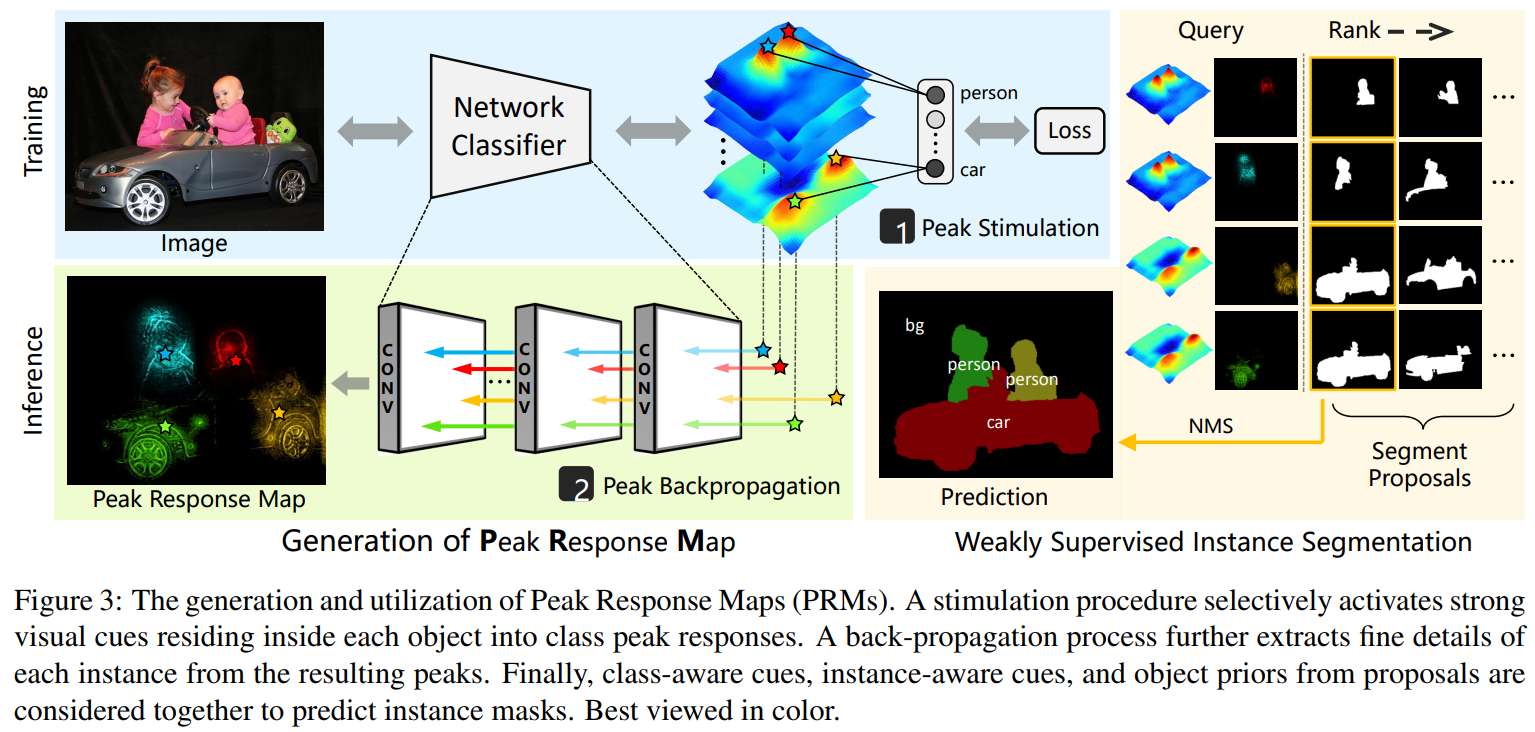 Training
Image
Network
Classifier
person
car
Loss
1 Peak Stimulation
Inference
Peak Response Map
CONV
CONV
CONV
2 Peak Backpropagation
Generation of Peak Response Map
Query
Rank
NMS
Segment
Proposals
bg
person
person
car
Prediction
Weakly Supervised Instance Segmentation
Figure 3: The generation and utilization of Peak Response Maps (PRMs). A stimulation procedure selectively activates strong
visual cues residing inside each object into class peak responses. A back-propagation process further extracts fine details of
each instance from the resulting peaks. Finally, class-aware cues, instance-aware cues, and object priors from proposals are
considered together to predict instance masks. Best viewed in color.